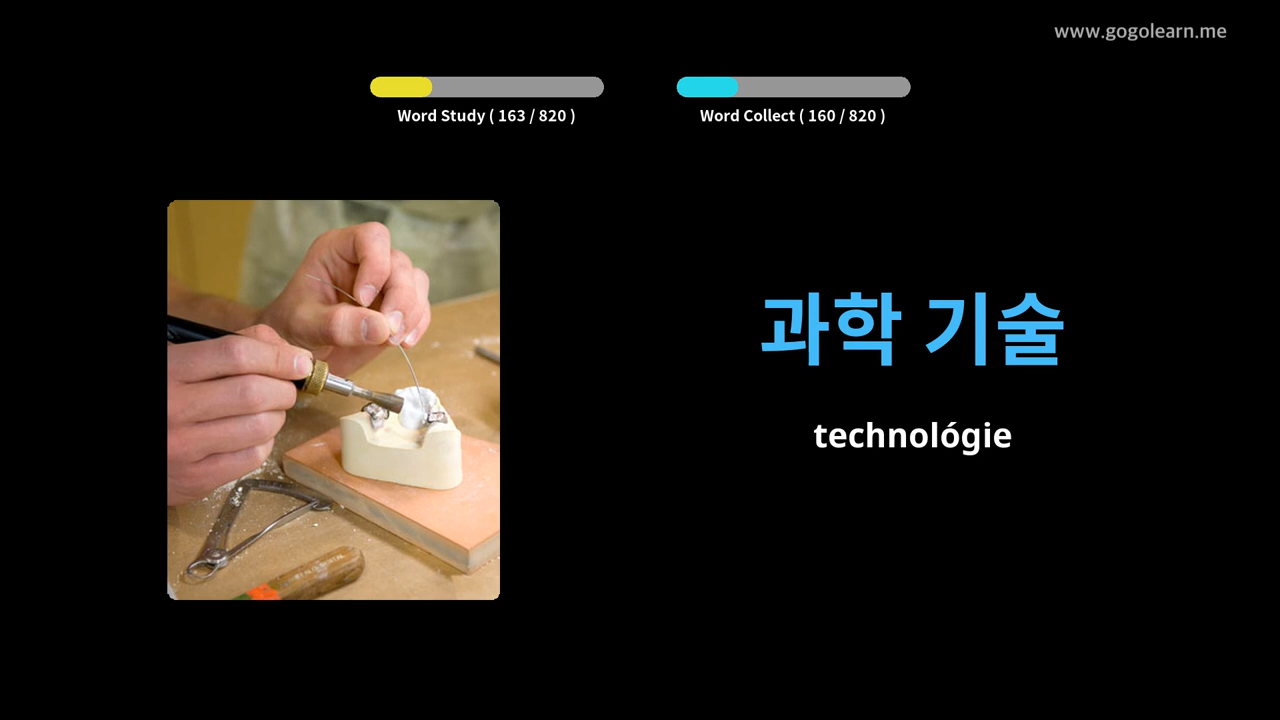 www.gogolearn.me
Word Study ( 163 / 820 )
Word Collect ( 160 / 820 )
과학 기술
technológie